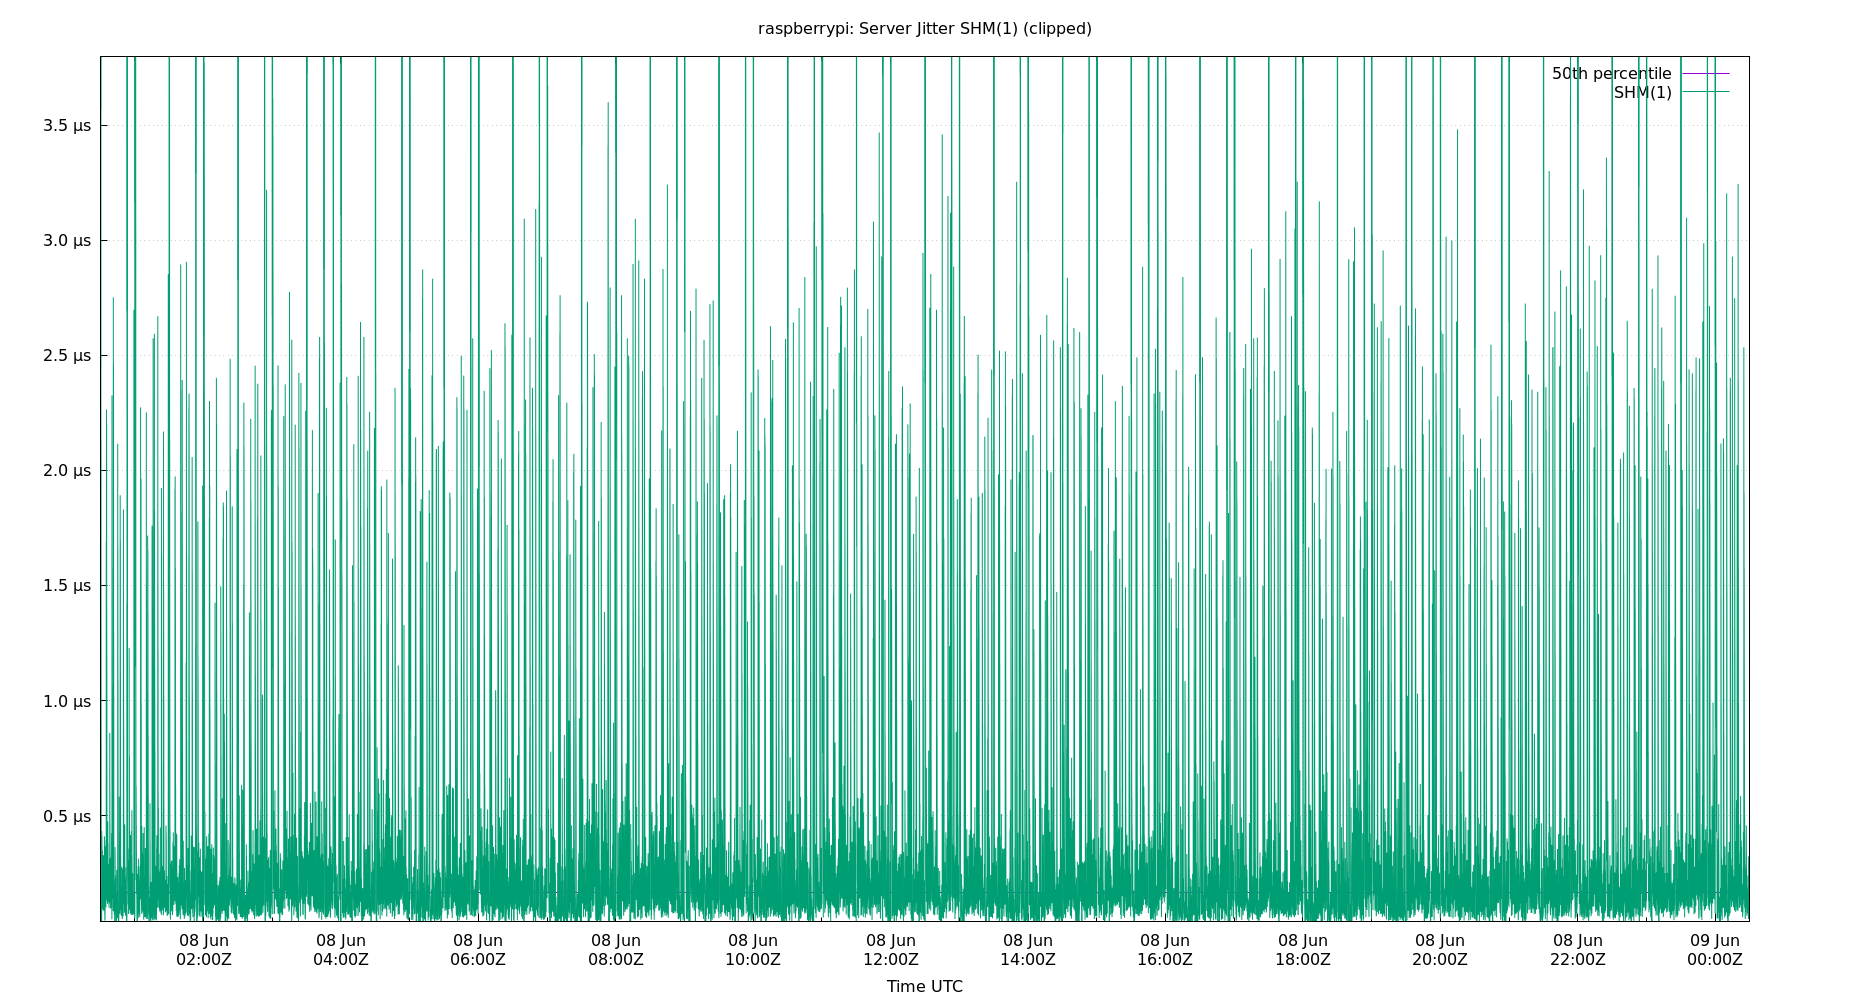 raspberrypi: Server Jitter SHM(1) (clipped)
50th percentile
SHM(1)
3.5 µs
3.0 µs
2.5 µs
2.0 µs
1.5 µs
1.0 µs
0.5 µs
08 Jun 08 Jun 08 Jun 08 Jun 08 Jun 08 Jun 08 Jun 08 Jun 08 Jun 08 Jun 08 Jun 09 Jun
02:00Z 04:00Z 06:00Z 08:00Z 10:00Z 12:00Z 14:00Z 16:00Z 18:00Z 20:00Z 22:00Z 00:00Z
Time UTC